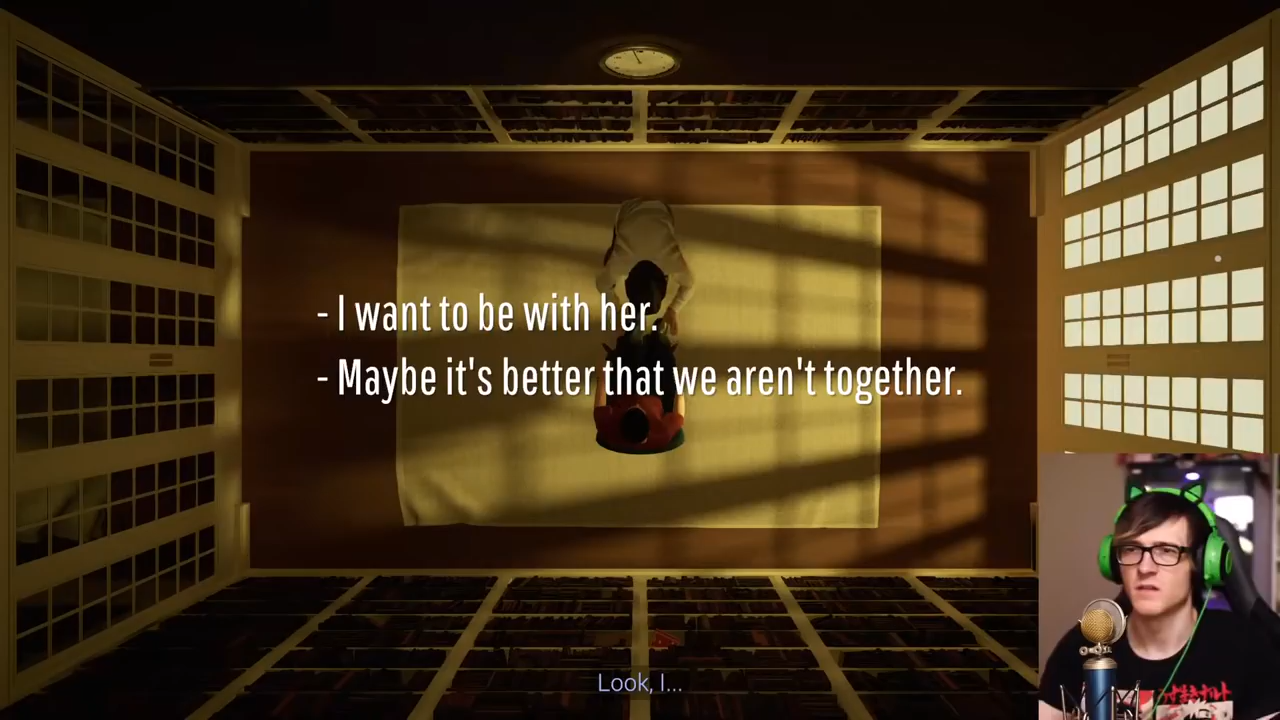 - I want to be with her.
- Maybe it's better that we aren't together.
Look, I...